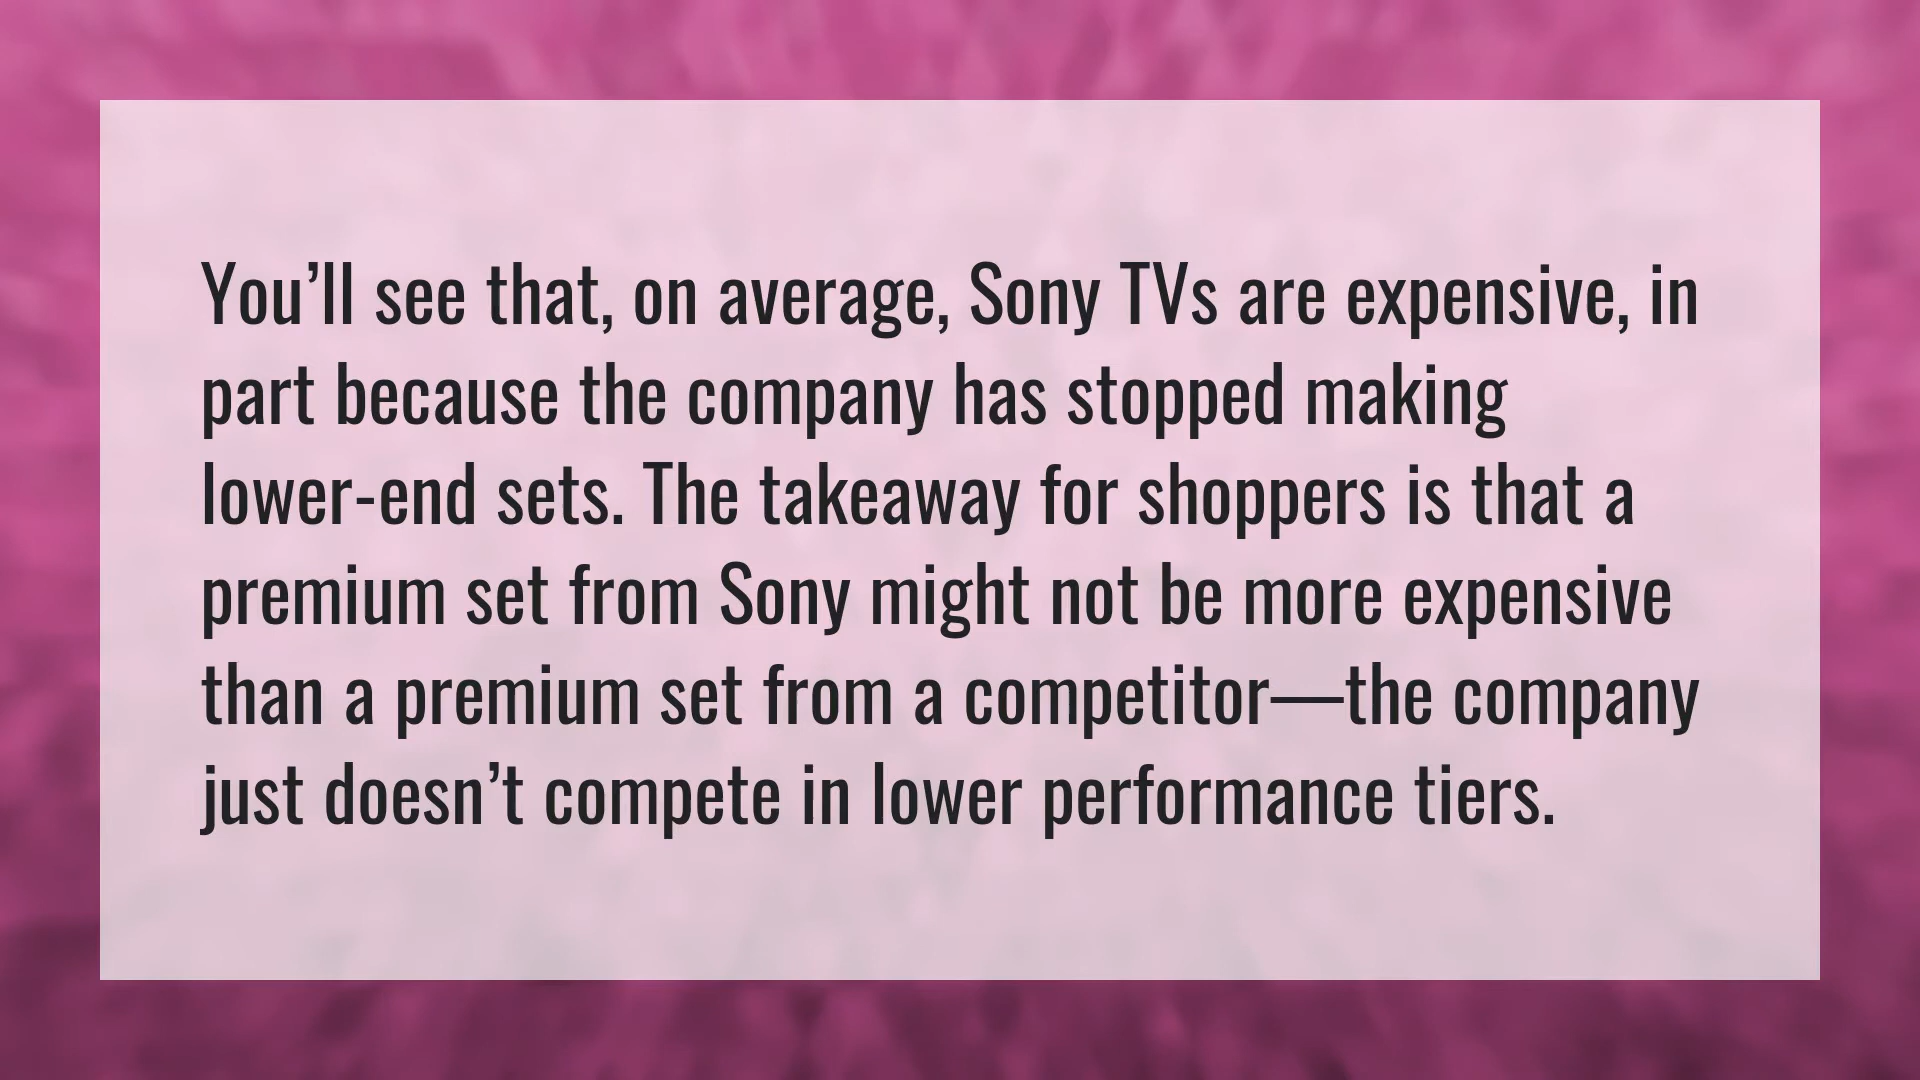 You’ll see that, on average, Sony TVs are expensive, in
part because the company has stopped making
lower-end sets. The takeaway for shoppers is that a
premium set from Sony might not be more expensive
than a premium set from a competitor—the company
just doesn’t compete in lower performance tiers.